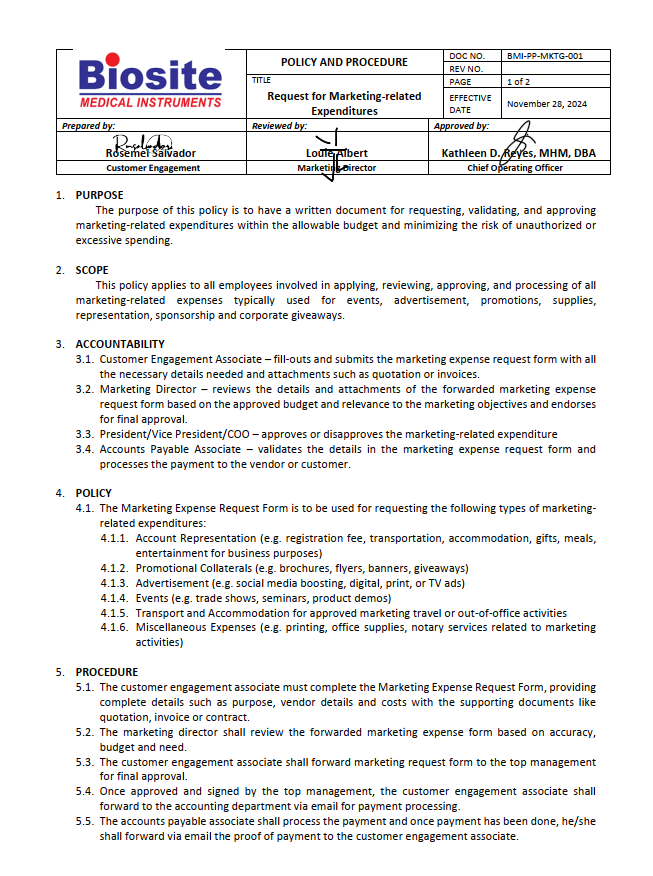 Biosite
MEDICAL INSTRUMENTS
POLICY AND PROCEDURE
TITLE
Request for Marketing-related
Expenditures
DOC NO. BMI-PP-MKTG-001
REV NO.
PAGE 1 of 2
EFFECTIVE
DATE
November 28, 2024
Prepared by: Reviewed by: Approved by:
Rosemel Salvador Louie Albert Kathleen D. Reyes, MHM, DBA
Customer Engagement Marketing Director Chief Operating Officer
1. PURPOSE
The purpose of this policy is to have a written document for requesting, validating, and approving
marketing-related expenditures within the allowable budget and minimizing the risk of unauthorized or
excessive spending.
2. SCOPE
This policy applies to all employees involved in applying, reviewing, approving, and processing of all
marketing-related expenses typically used for events, advertisement, promotions, supplies,
representation, sponsorship and corporate giveaways.
3. ACCOUNTABILITY
3.1. Customer Engagement Associate – fill-outs and submits the marketing expense request form with all
the necessary details needed and attachments such as quotation or invoices.
3.2. Marketing Director – reviews the details and attachments of the forwarded marketing expense
request form based on the approved budget and relevance to the marketing objectives and endorses
for final approval.
3.3. President/Vice President/COO – approves or disapproves the marketing-related expenditure
3.4. Accounts Payable Associate – validates the details in the marketing expense request form and
processes the payment to the vendor or customer.
4. POLICY
4.1. The Marketing Expense Request Form is to be used for requesting the following types of marketing-
related expenditures:
4.1.1. Account Representation (e.g. registration fee, transportation, accommodation, gifts, meals,
entertainment for business purposes)
4.1.2. Promotional Collaterals (e.g. brochures, flyers, banners, giveaways)
4.1.3. Advertisement (e.g. social media boosting, digital, print, or TV ads)
4.1.4. Events (e.g. trade shows, seminars, product demos)
4.1.5. Transport and Accommodation for approved marketing travel or out-of-office activities
4.1.6. Miscellaneous Expenses (e.g. printing, office supplies, notary services related to marketing
activities)
5. PROCEDURE
5.1. The customer engagement associate must complete the Marketing Expense Request Form, providing
complete details such as purpose, vendor details and costs with the supporting documents like
quotation, invoice or contract.
5.2. The marketing director shall review the forwarded marketing expense form based on accuracy,
budget and need.
5.3. The customer engagement associate shall forward marketing request form to the top management
for final approval.
5.4. Once approved and signed by the top management, the customer engagement associate shall
forward to the accounting department via email for payment processing.
5.5. The accounts payable associate shall process the payment and once payment has been done, he/she
shall forward via email the proof of payment to the customer engagement associate.